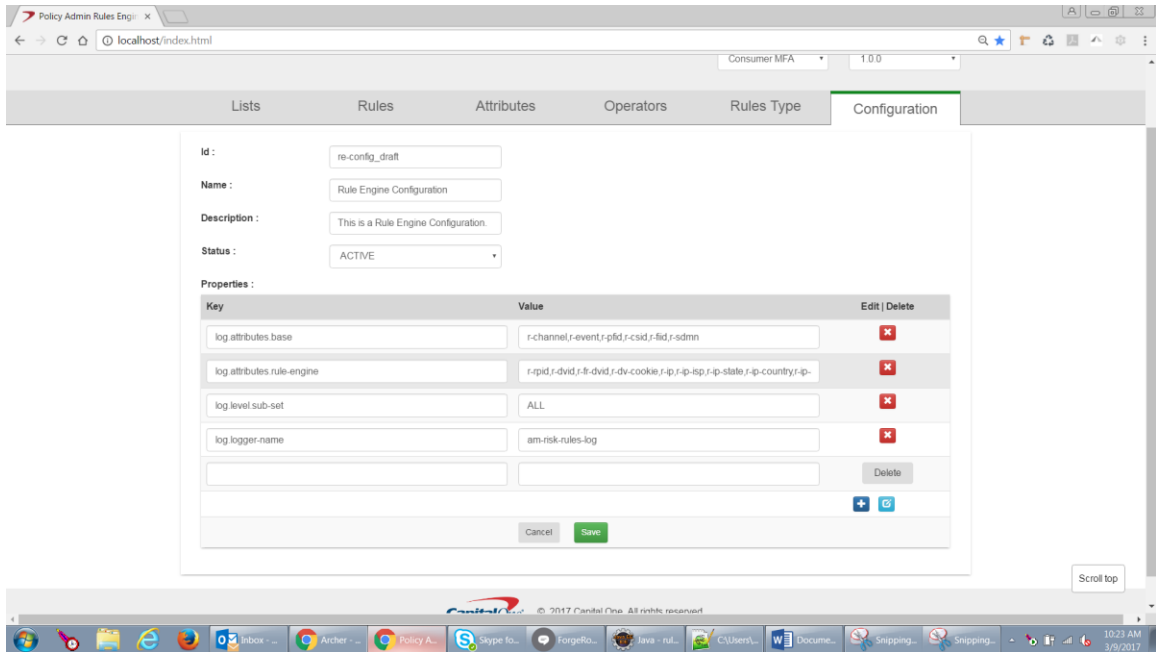 Policy Admin Rules Engin
localhost/index.html
Consumer MFA 1.0.0
Lists Rules Attributes Operators Rules Type Configuration
Id : re-config_draft
Name : Rule Engine Configuration
Description : This is a Rule Engine Configuration.
Status : ACTIVE
Properties :
Key Value Edit | Delete
log.attributes.base r-channel,r-event,r-pfid,r-csid,r-fiid,r-sdmn
log.attributes.rule-engine r-rpid,r-dvid,r-fr-dvid,r-dv-cookie,r-ip,r-ip-isp,r-ip-state,r-ip-country,r-ip-
log.level.sub-set ALL
log.logger-name am-risk-rules-log
Delete
Cancel Save
Scroll top
Capital One © 2017 Capital One. All rights reserved
Inbox - ... Archer - ... Policy A... Skype fo... ForgeRo... Java - rul... C:\Users\... Docume... Snipping... Snipping... 10:23 AM
3/9/2017